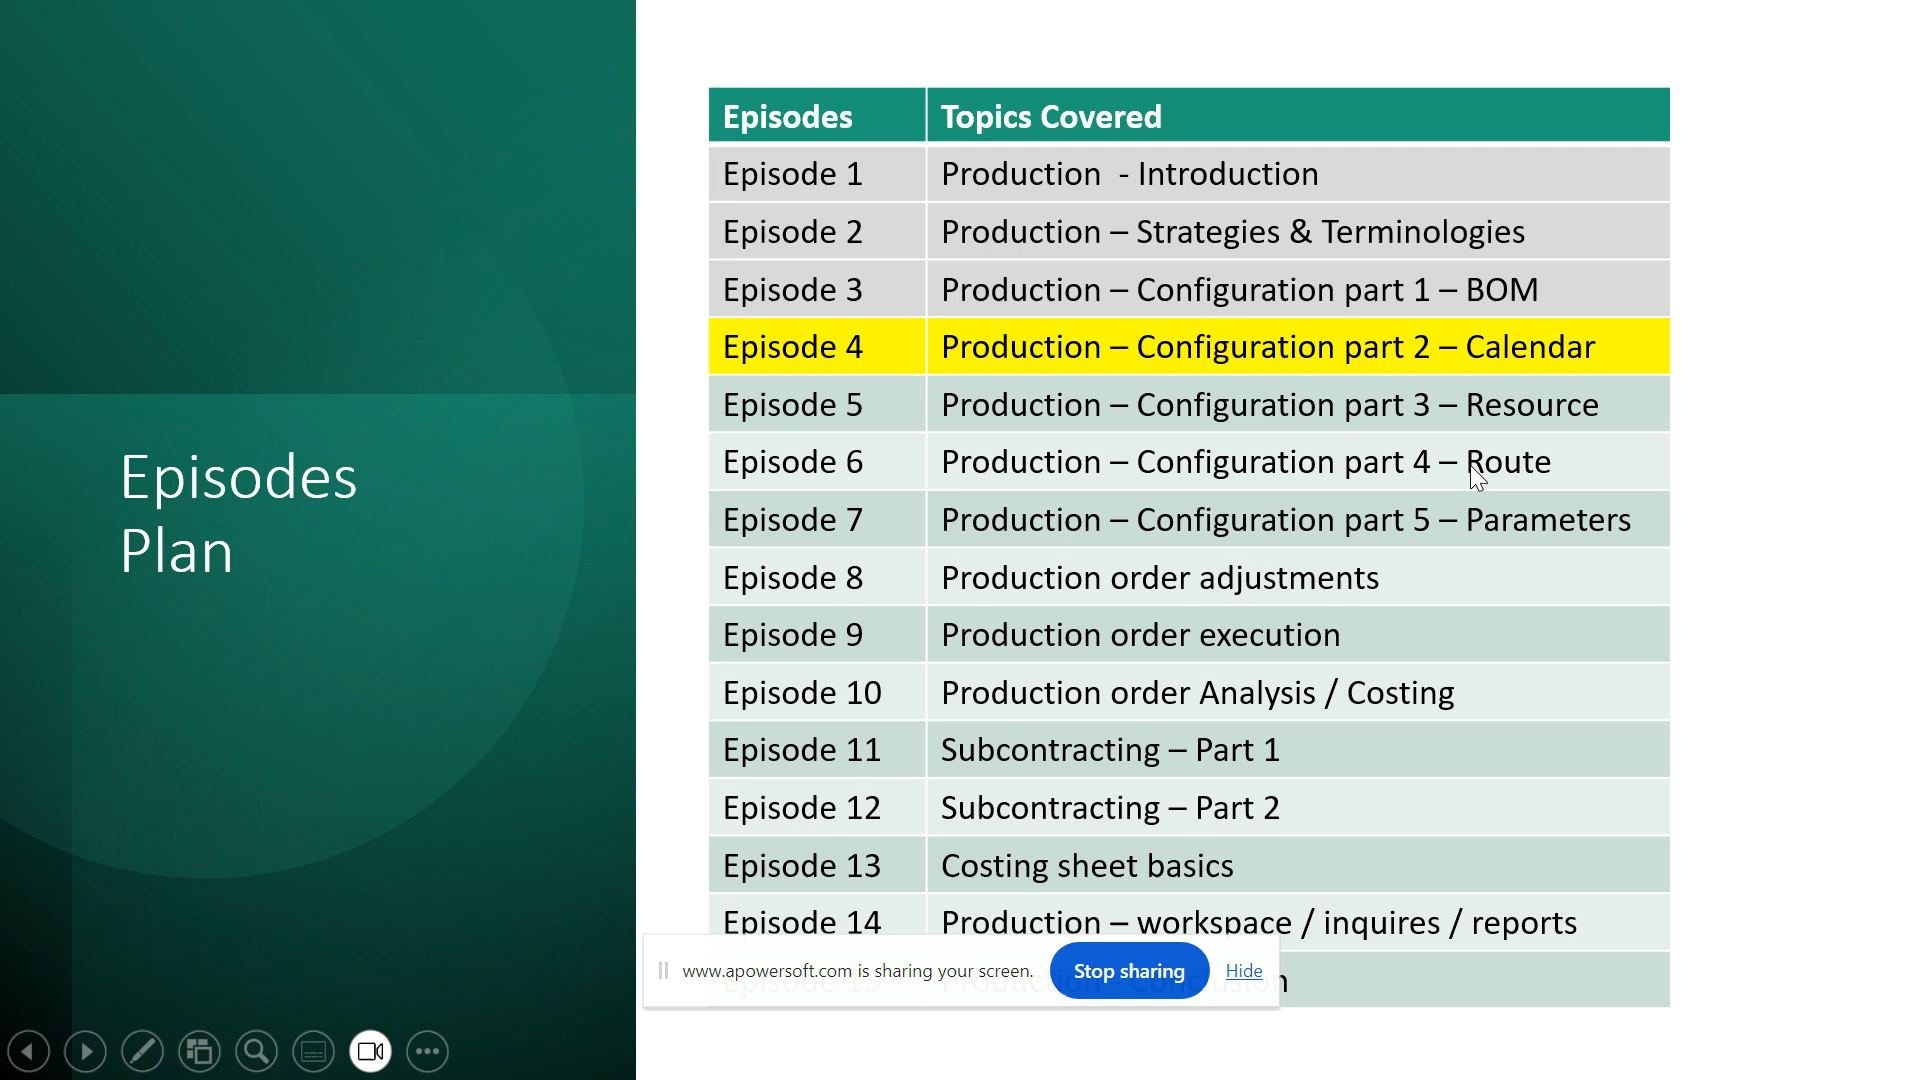 Episodes
Plan
Episodes Topics Covered
Episode 1 Production  - Introduction
Episode 2 Production – Strategies & Terminologies
Episode 3 Production – Configuration part 1 – BOM
Episode 4 Production – Configuration part 2 – Calendar
Episode 5 Production – Configuration part 3 – Resource
Episode 6 Production – Configuration part 4 – Route
Episode 7 Production – Configuration part 5 – Parameters
Episode 8 Production order adjustments
Episode 9 Production order execution
Episode 10 Production order Analysis / Costing
Episode 11 Subcontracting – Part 1
Episode 12 Subcontracting – Part 2
Episode 13 Costing sheet basics
Episode 14 Production – workspace / inquires / reports
Episode 15 Production - Conclusion
www.apowersoft.com is sharing your screen. Stop sharing Hide